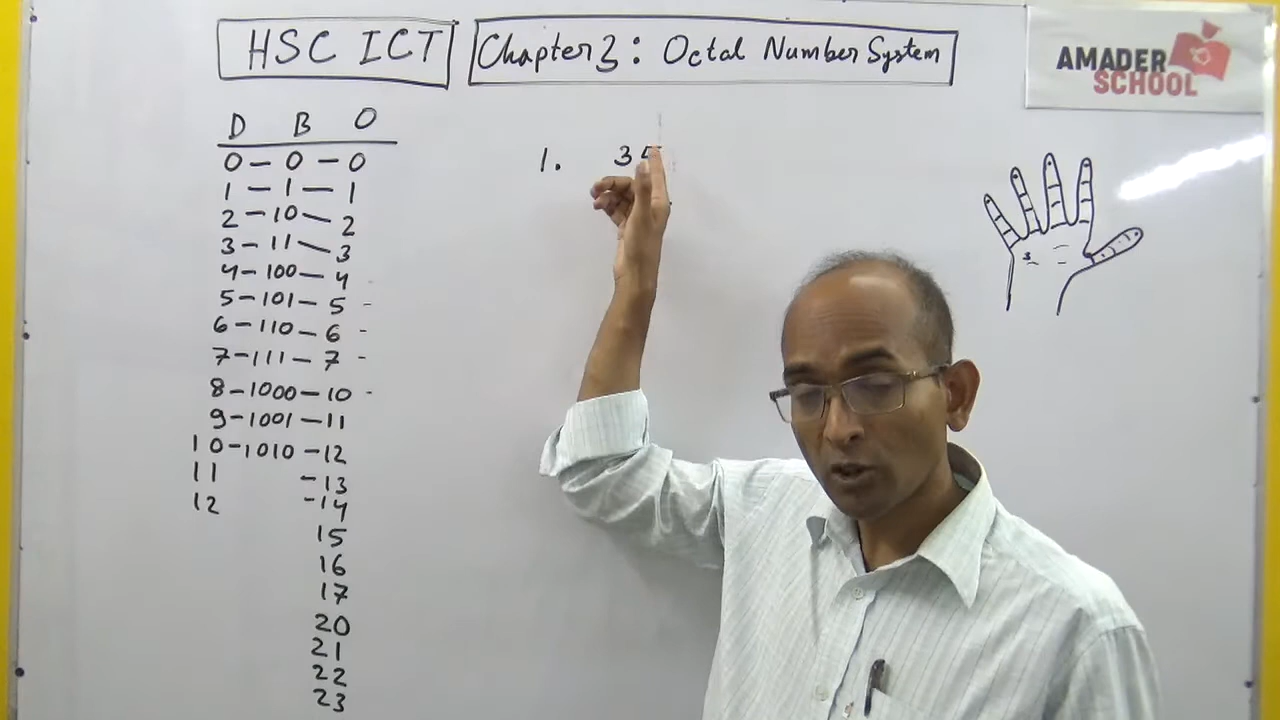 HSC ICT
Chapter 3: Octal Number System
AMADER
SCHOOL
D B O
0 - 0 - 0
1 - 1 - 1
2 - 10 - 2
3 - 11 - 3
4 - 100 - 4
5 - 101 - 5 -
6 - 110 - 6 -
7 - 111 - 7 -
8 - 1000 - 10 -
9 - 1001 - 11
10 - 1010 - 12
11 - 13
12 - 14
15
16
17
20
21
22
23
1. 3